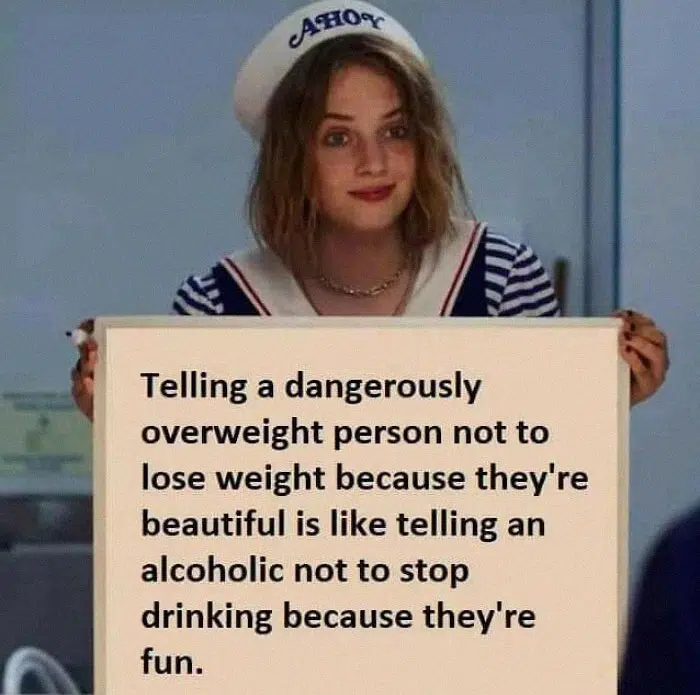 AHOY
Telling a dangerously
overweight person not to
lose weight because they're
beautiful is like telling an
alcoholic not to stop
drinking because they're
fun.